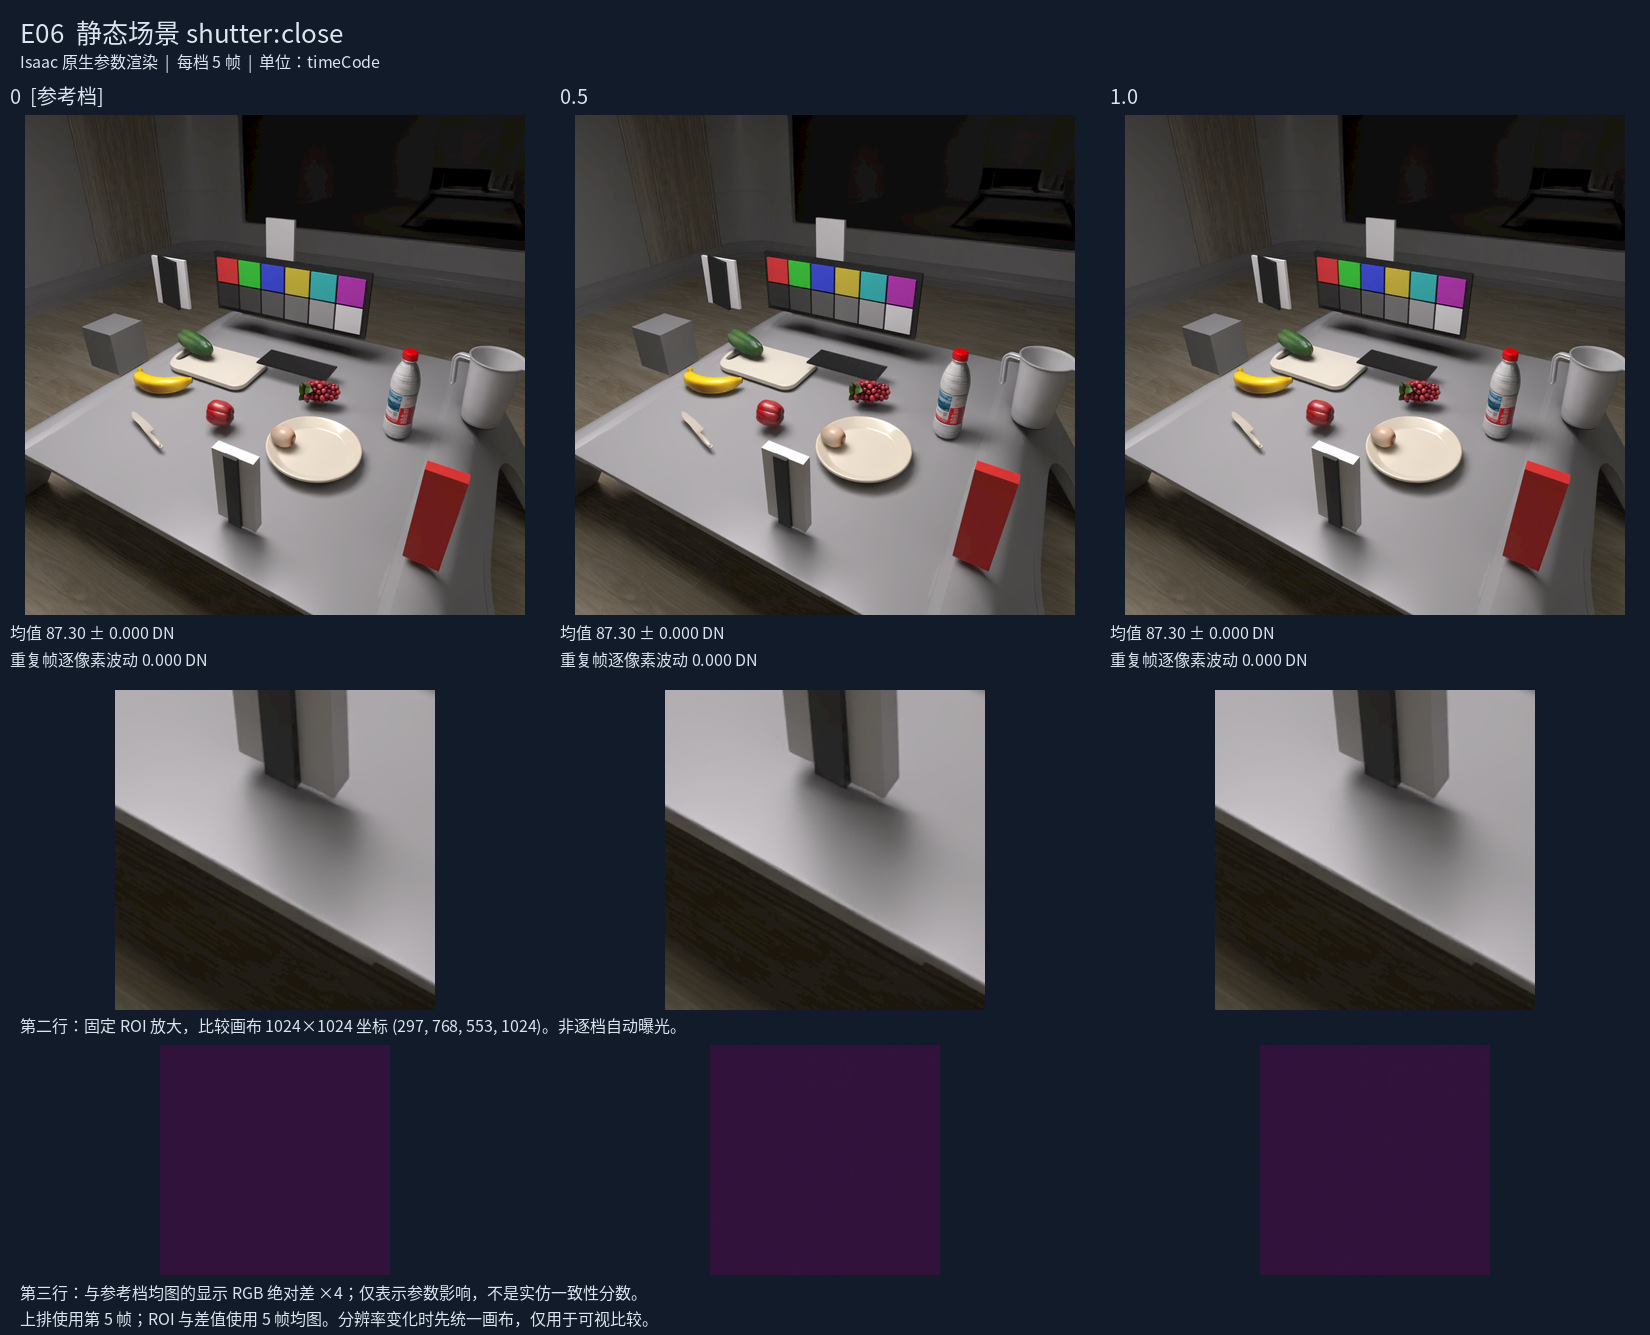 E06 静态场景 shutter:close
Isaac 原生参数渲染 | 每档 5 帧 | 单位：timeCode
0 [参考档]
0.5
1.0
均值 87.30 ± 0.000 DN
重复帧逐像素波动 0.000 DN
均值 87.30 ± 0.000 DN
重复帧逐像素波动 0.000 DN
均值 87.30 ± 0.000 DN
重复帧逐像素波动 0.000 DN
第二行：固定 ROI 放大，比较画布 1024×1024 坐标 (297, 768, 553, 1024)。非逐档自动曝光。
第三行：与参考档均图的显示 RGB 绝对差 ×4；仅表示参数影响，不是实仿一致性分数。
上排使用第 5 帧；ROI 与差值使用 5 帧均图。分辨率变化时先统一画布，仅用于可视比较。